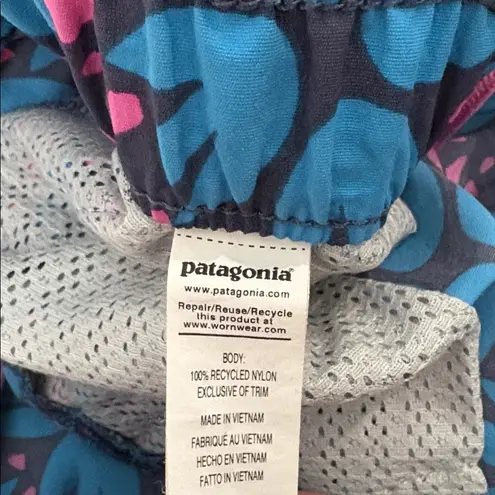 patagonia®
www.patagonia.com
Repair/Reuse/Recycle
this product at
www.wornwear.com
BODY:
100% RECYCLED NYLON
EXCLUSIVE OF TRIM
MADE IN VIETNAM
FABRIQUÉ AU VIETNAM
HECHO EN VIETNAM
FATTO IN VIETNAM